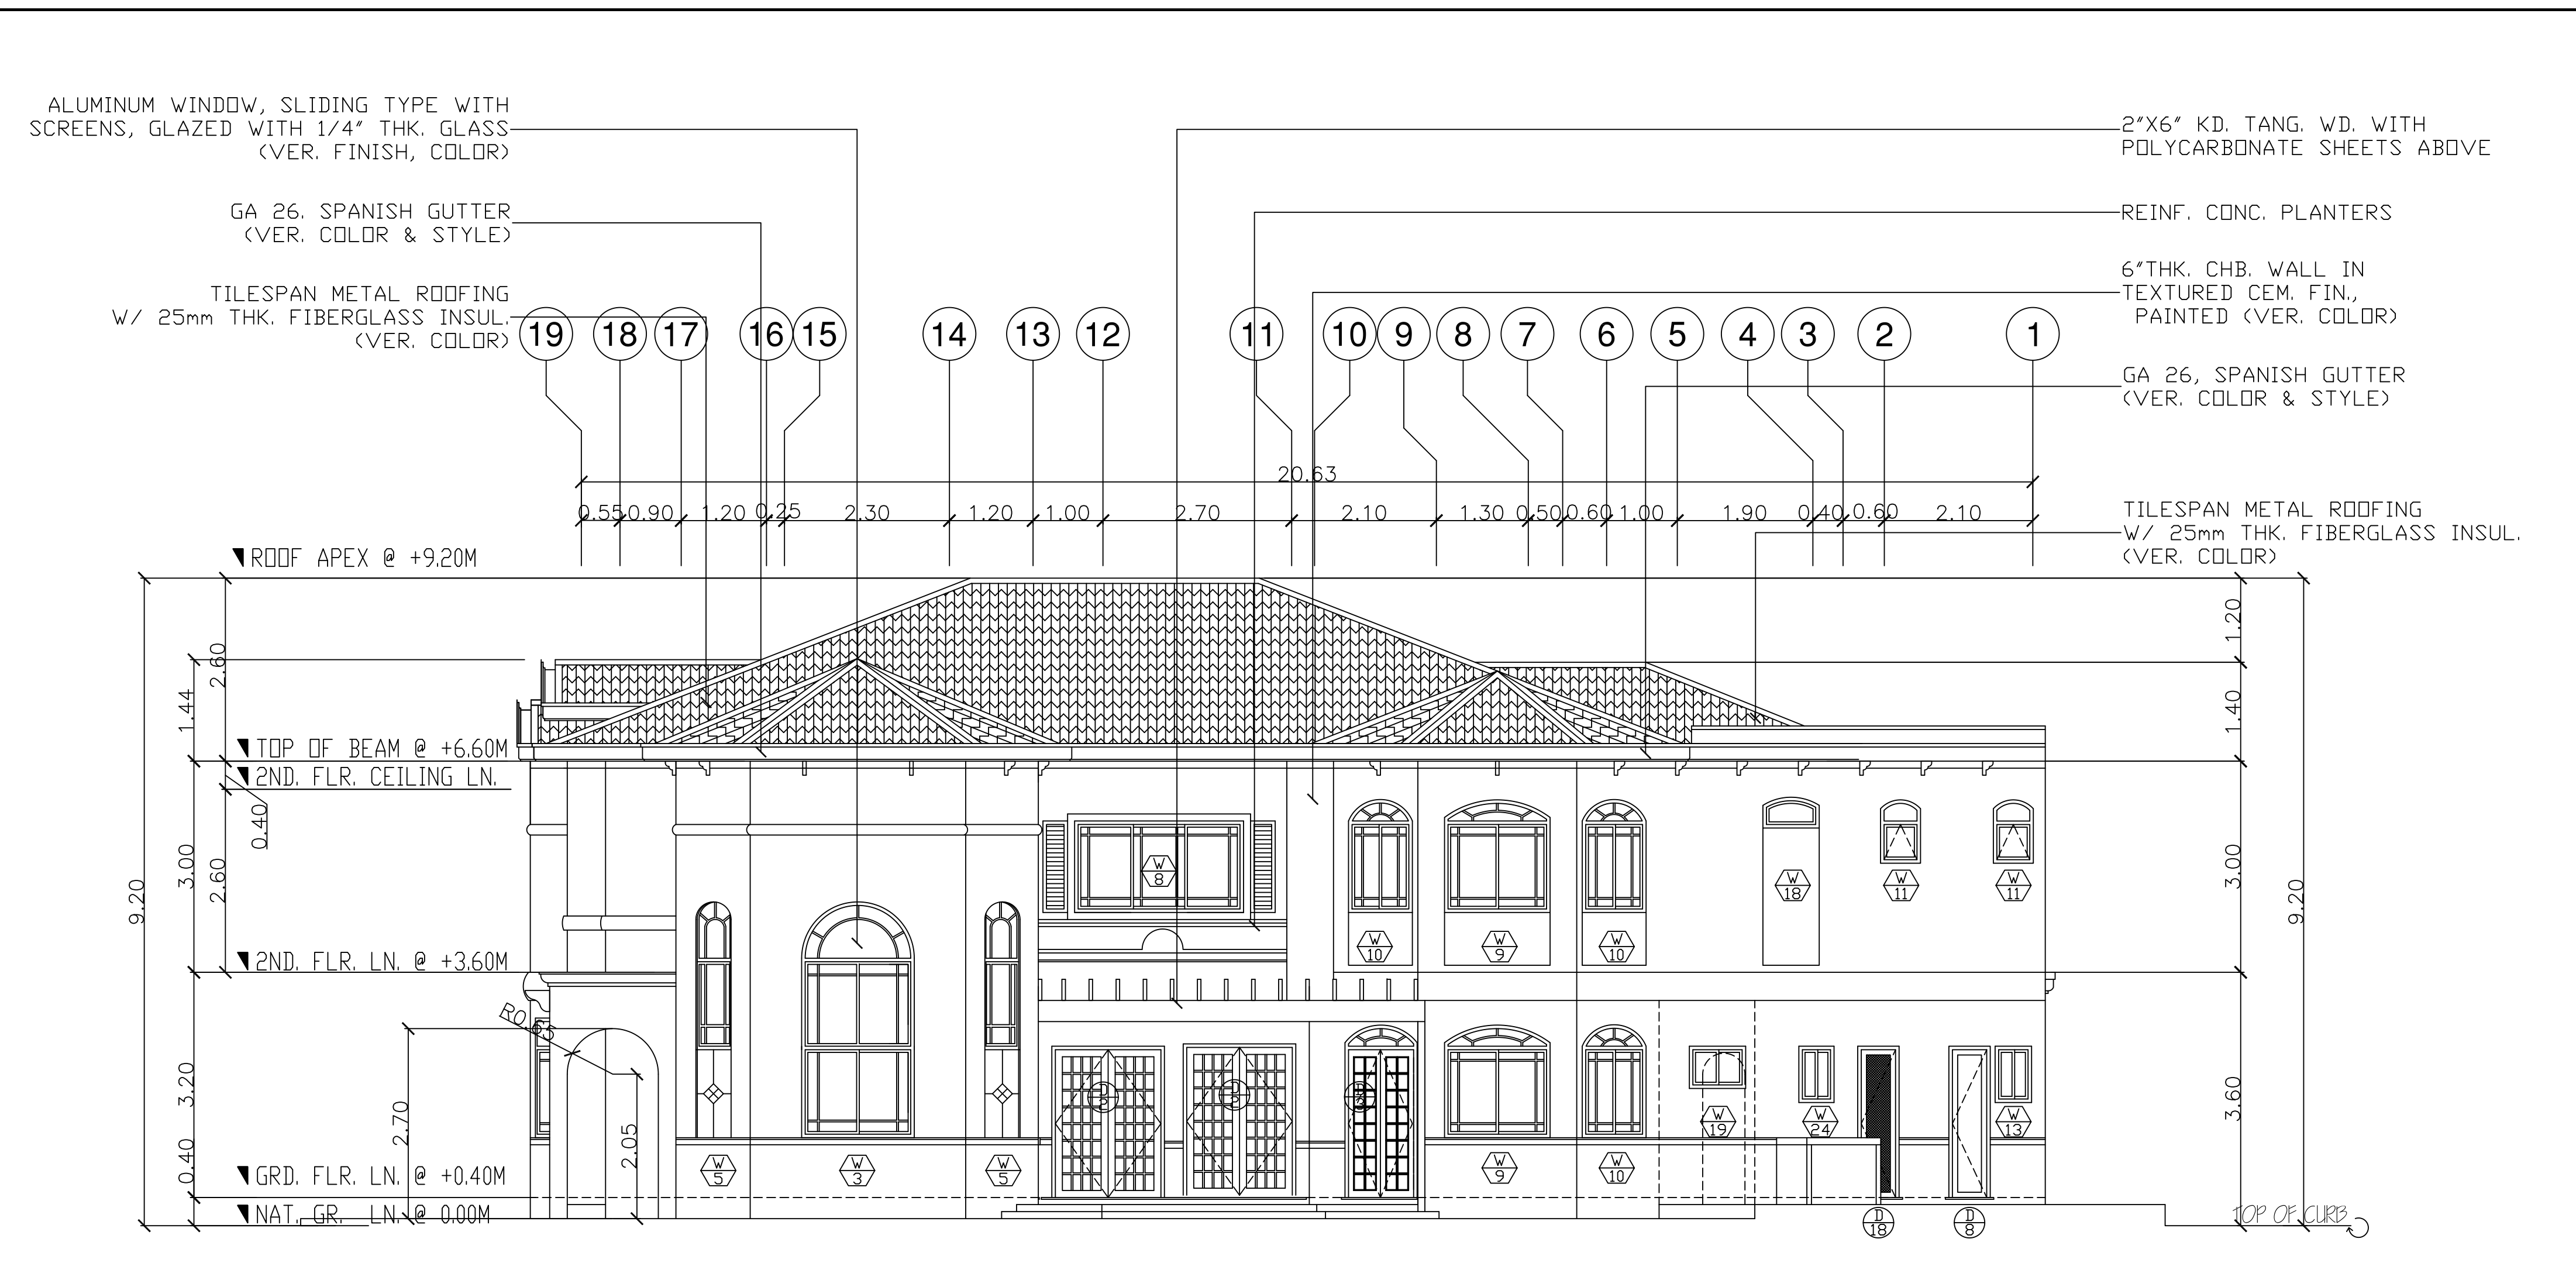 ALUMINUM WINDOW, SLIDING TYPE WITH
SCREENS, GLAZED WITH 1/4" THK. GLASS
(VER. FINISH, COLOR)
GA 26. SPANISH GUTTER
(VER. COLOR & STYLE)
TILESPAN METAL ROOFING
W/ 25mm THK. FIBERGLASS INSUL.
(VER. COLOR)
2"X6" KD. TANG. WD. WITH
POLYCARBONATE SHEETS ABOVE
REINF. CONC. PLANTERS
6"THK. CHB. WALL IN
TEXTURED CEM. FIN.,
PAINTED (VER. COLOR)
GA 26, SPANISH GUTTER
(VER. COLOR & STYLE)
TILESPAN METAL ROOFING
W/ 25mm THK. FIBERGLASS INSUL.
(VER. COLOR)
19 18 17 16 15 14 13 12 11 10 9 8 7 6 5 4 3 2 1
20.63
0.55 0.90 1.20 0.25 2.30 1.20 1.00 2.70 2.10 1.30 0.50 0.60 1.00 1.90 0.40 0.60 2.10
ROOF APEX @ +9.20M
TOP OF BEAM @ +6.60M
2ND. FLR. CEILING LN.
2ND. FLR. LN. @ +3.60M
GRD. FLR. LN. @ +0.40M
NAT. GR. LN. @ 0.00M
9.20
1.44
3.00
3.20
0.40
2.60
0.40
2.60
2.70
R0.65
2.05
1.20
1.40
3.00
3.60
9.20
W
8
W
10
W
9
W
10
W
18
W
11
W
11
W
5
W
3
W
5
W
9
W
10
W
19
W
24
W
13
D
18
D
8
TOP OF CURB